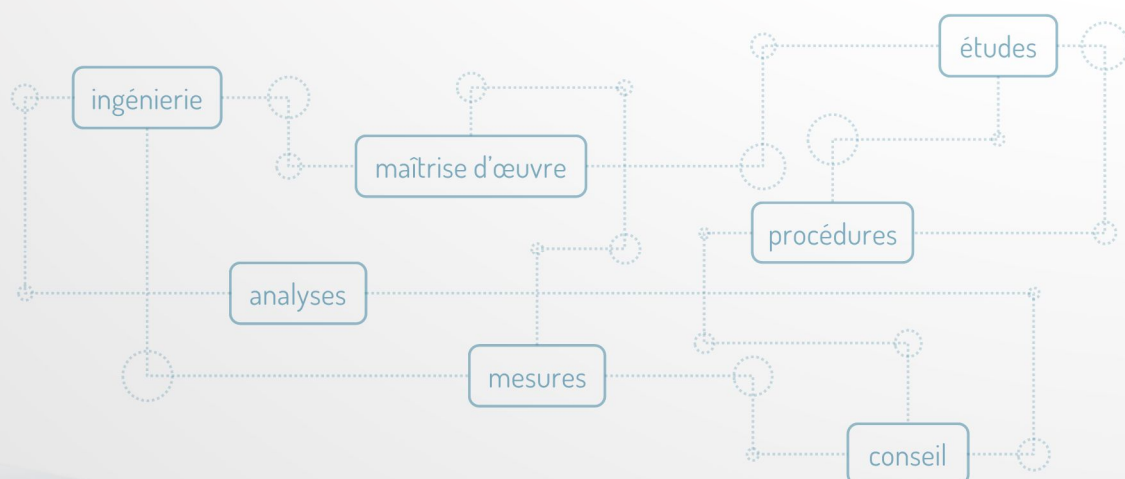 études
ingénierie
maîtrise d'œuvre
procédures
analyses
mesures
conseil